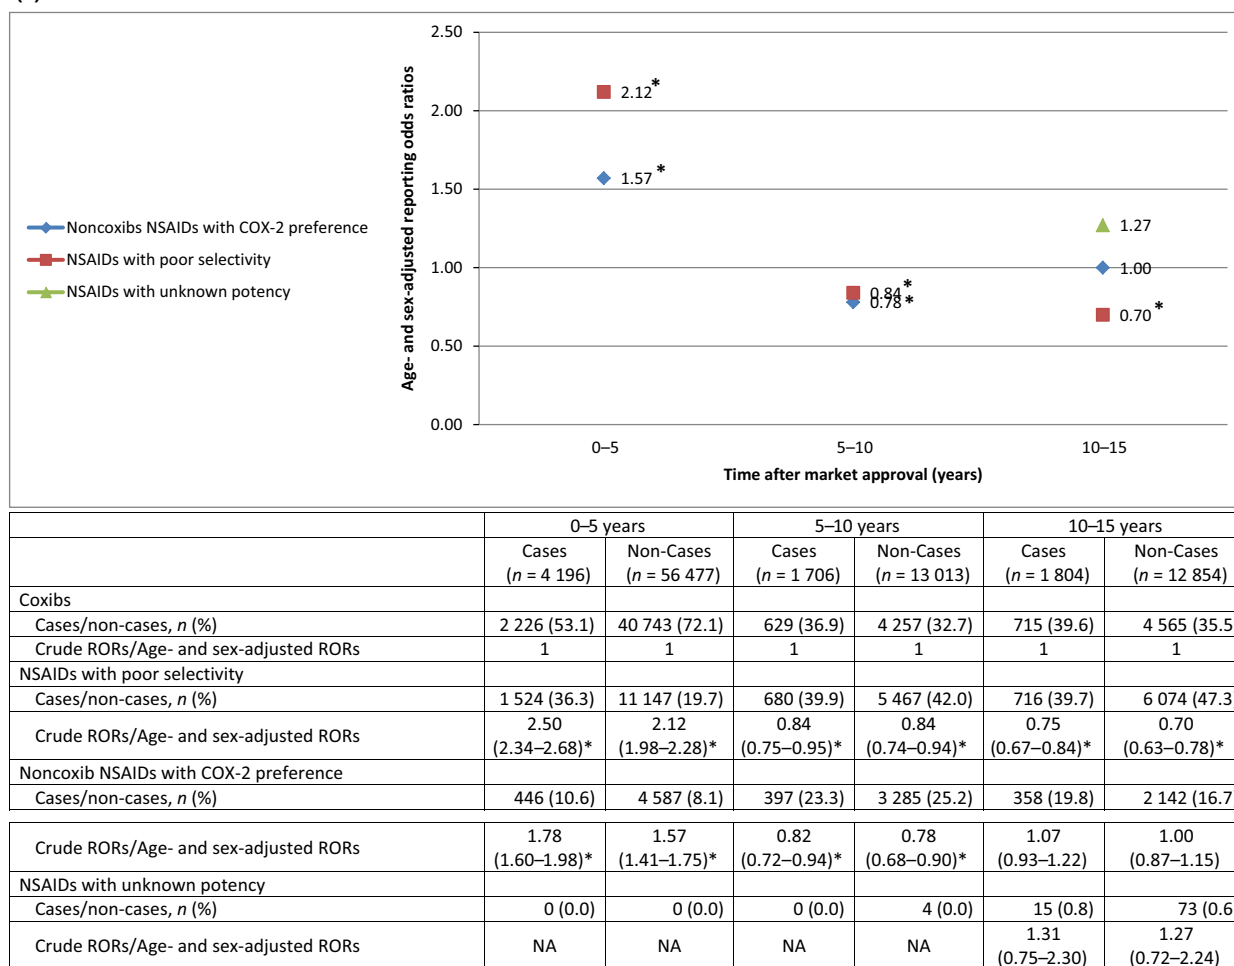 2.50
2.00
1.50
1.00
0.50
0.00
Age- and sex-adjusted reporting odds ratios
2.12*
1.57*
0.84*
0.78*
1.27
1.00
0.70*
Noncoxibs NSAIDs with COX-2 preference
NSAIDs with poor selectivity
NSAIDs with unknown potency
0–5 5–10 10–15
Time after market approval (years)
0–5 years 5–10 years 10–15 years
Cases Non-Cases Cases Non-Cases Cases Non-Cases
(n = 4 196) (n = 56 477) (n = 1 706) (n = 13 013) (n = 1 804) (n = 12 854)
Coxibs
Cases/non-cases, n (%) 2 226 (53.1) 40 743 (72.1) 629 (36.9) 4 257 (32.7) 715 (39.6) 4 565 (35.5
Crude RORs/Age- and sex-adjusted RORs 1 1 1 1 1 1
NSAIDs with poor selectivity
Cases/non-cases, n (%) 1 524 (36.3) 11 147 (19.7) 680 (39.9) 5 467 (42.0) 716 (39.7) 6 074 (47.3
Crude RORs/Age- and sex-adjusted RORs 2.50 2.12 0.84 0.84 0.75 0.70
(2.34–2.68)* (1.98–2.28)* (0.75–0.95)* (0.74–0.94)* (0.67–0.84)* (0.63–0.78)*
Noncoxib NSAIDs with COX-2 preference
Cases/non-cases, n (%) 446 (10.6) 4 587 (8.1) 397 (23.3) 3 285 (25.2) 358 (19.8) 2 142 (16.7
Crude RORs/Age- and sex-adjusted RORs 1.78 1.57 0.82 0.78 1.07 1.00
(1.60–1.98)* (1.41–1.75)* (0.72–0.94)* (0.68–0.90)* (0.93–1.22) (0.87–1.15)
NSAIDs with unknown potency
Cases/non-cases, n (%) 0 (0.0) 0 (0.0) 0 (0.0) 4 (0.0) 15 (0.8) 73 (0.6
Crude RORs/Age- and sex-adjusted RORs NA NA NA NA 1.31 1.27
(0.75–2.30) (0.72–2.24)